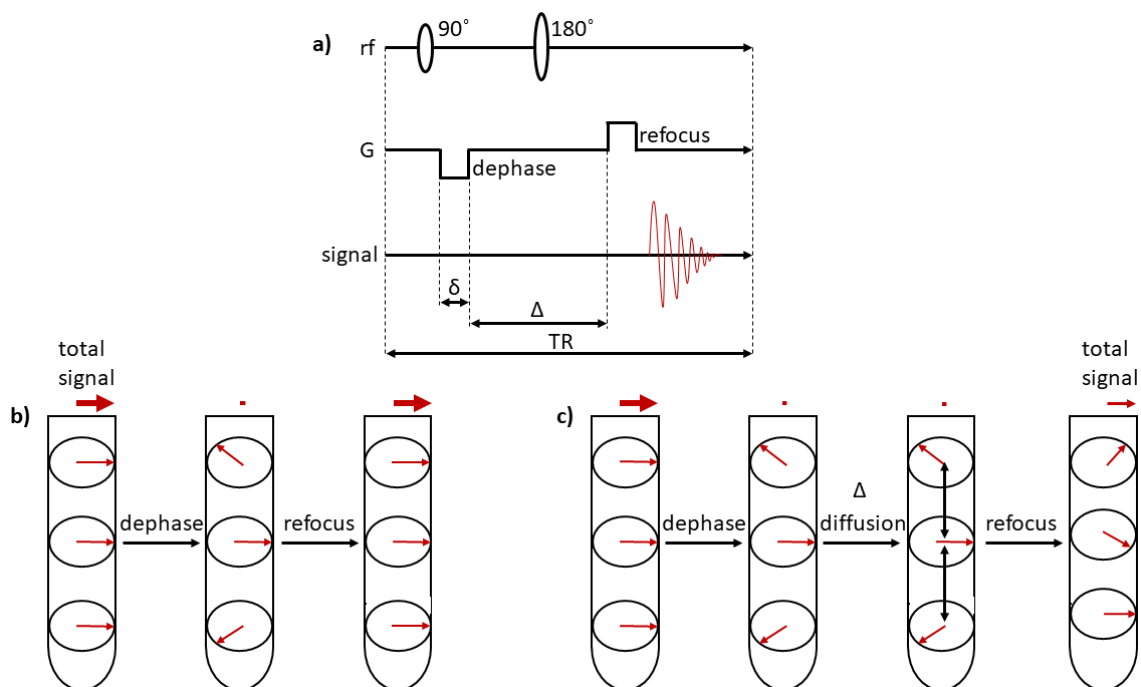 a)
rf
90°
180°
G
dephase
refocus
signal
δ
Δ
TR
b)
total
signal
dephase
refocus
c)
dephase
Δ
diffusion
refocus
total
signal